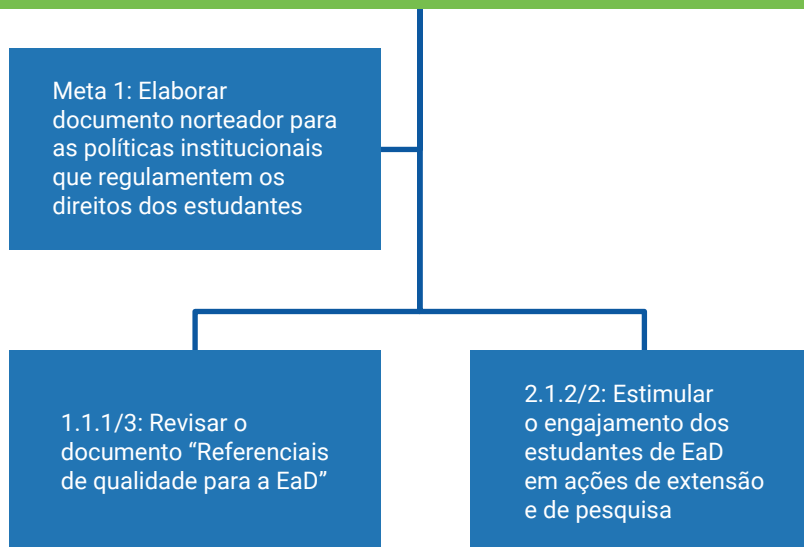 Meta 1: Elaborar
documento norteador para
as políticas institucionais
que regulamentem os
direitos dos estudantes
1.1.1/3: Revisar o
documento “Referenciais
de qualidade para a EaD”
2.1.2/2: Estimular
o engajamento dos
estudantes de EaD
em ações de extensão
e de pesquisa